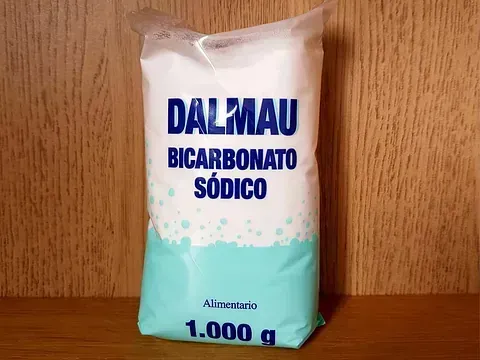 DALMAU
BICARBONATO
SÓDICO
Alimentario
1.000 g